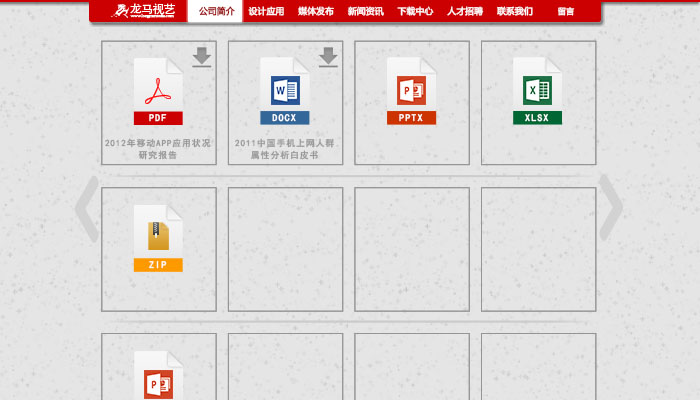 龙马视艺
公司简介 设计应用 媒体发布 新闻资讯 下载中心 人才招聘 联系我们 留言
PDF
W
DOCX
P
PPTX
X
XLSX
2012年移动APP应用状况
研究报告
2011中国手机上网人群
属性分析白皮书
ZIP
P